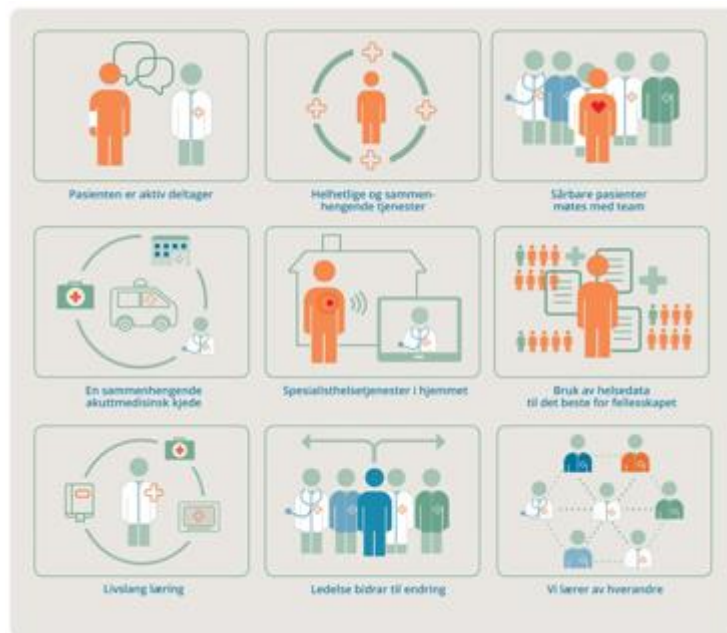 Pasienten er aktiv deltager
Helhetlige og sammen-
hengende tjenester
Sårbare pasienter
møtes med team
En sammenhengende
akuttmedisinsk kjede
Spesialisthelsetjenester i hjemmet
Bruk av helsedata
til det beste for fellesskapet
Livslang læring
Ledelse bidrar til endring
Vi lærer av hverandre